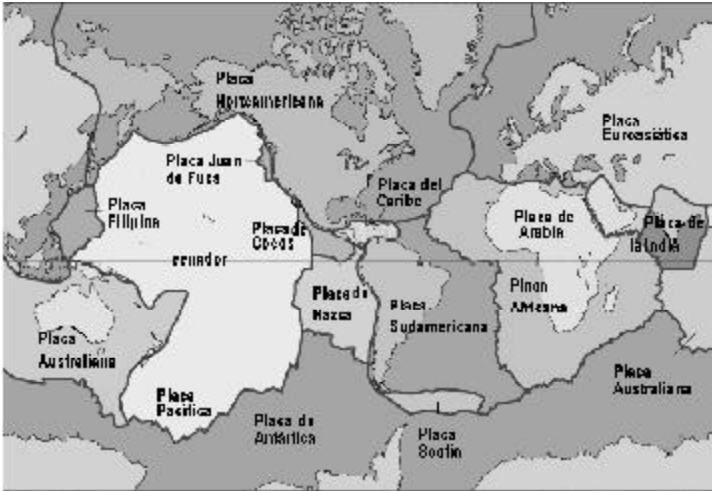 Placa
Norteamericana
Placa
Euroasiática
Placa Juan
de Fuca
Placa del
Caribe
Placa
Filipina
Placa de
Cocos
Placa de
Arabia
Placa de
la India
ecuador
Placa de
Nazca
Placa
Sudamericana
Africana
Placa
Australiana
Placa
Australiana
Placa
Pacífica
Placa de
Antártica
Placa